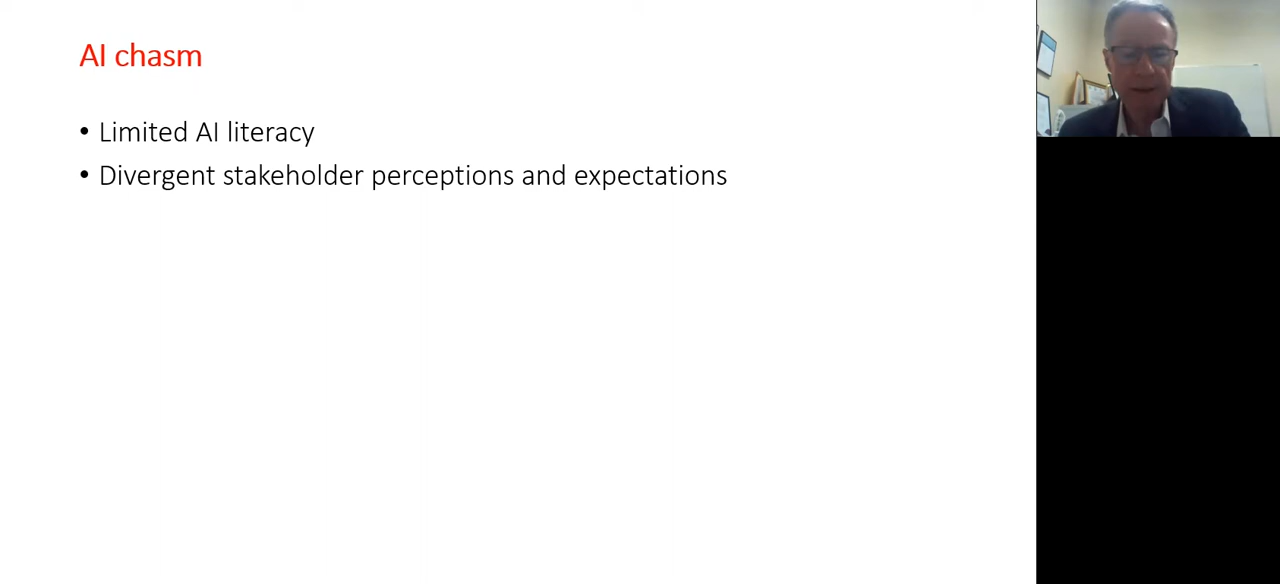 AI chasm
• Limited AI literacy
• Divergent stakeholder perceptions and expectations